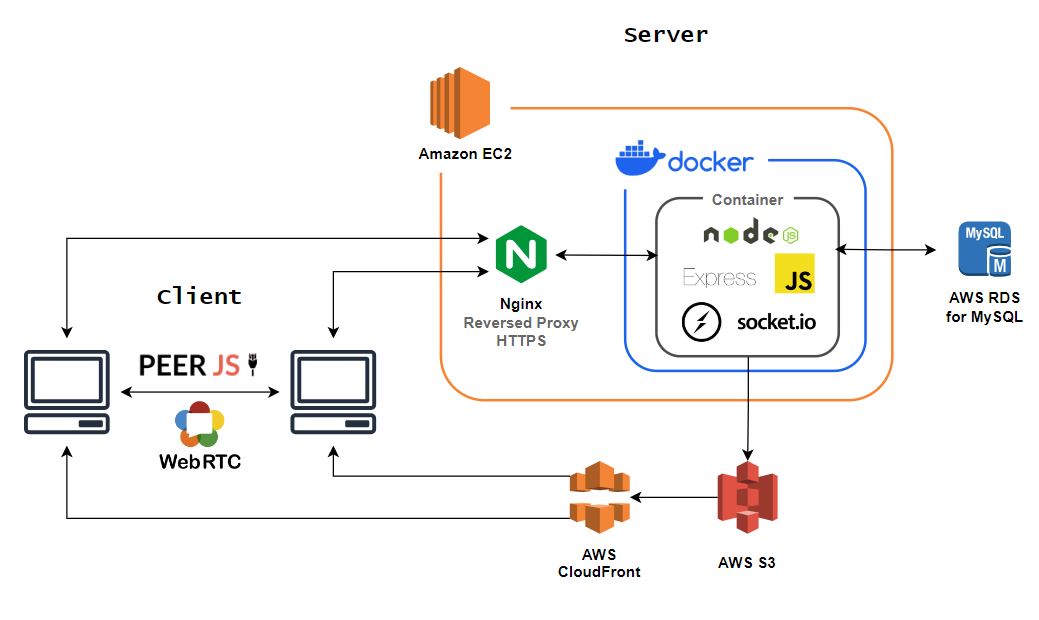 Server
Amazon EC2
docker
Container
node JS
MySQL
Express
JS
socket.io
Nginx
Reversed Proxy
HTTPS
AWS RDS
for MySQL
Client
PEER JS
WebRTC
AWS
CloudFront
AWS S3